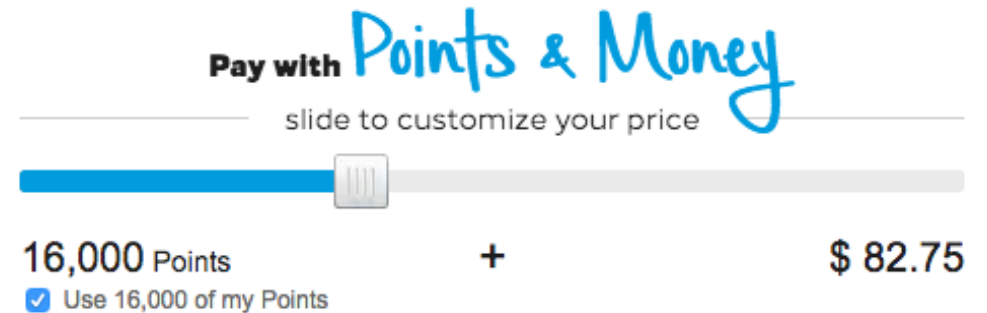 Pay with Points & Money
slide to customize your price
16,000 Points + $ 82.75
Use 16,000 of my Points